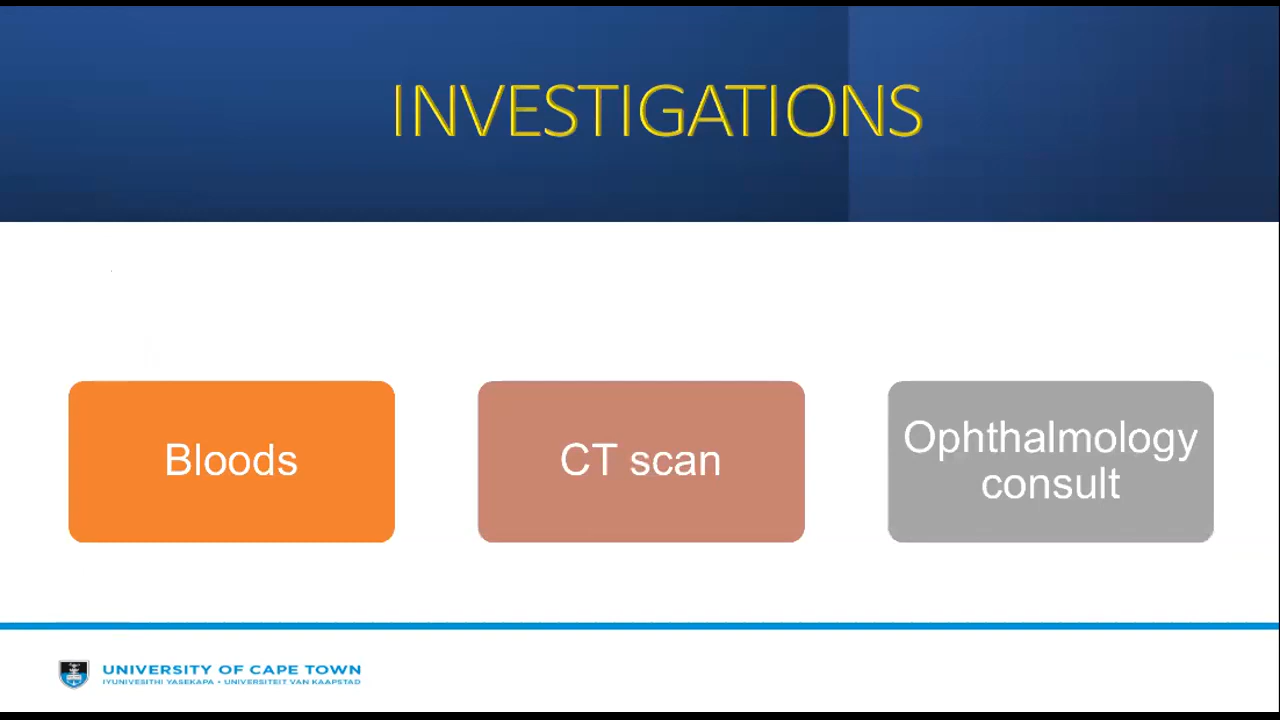 INVESTIGATIONS
Bloods
CT scan
Ophthalmology
consult
UNIVERSITY OF CAPE TOWN
IYUNIVESITHI YASEKAPA • UNIVERSITEIT VAN KAAPSTAD